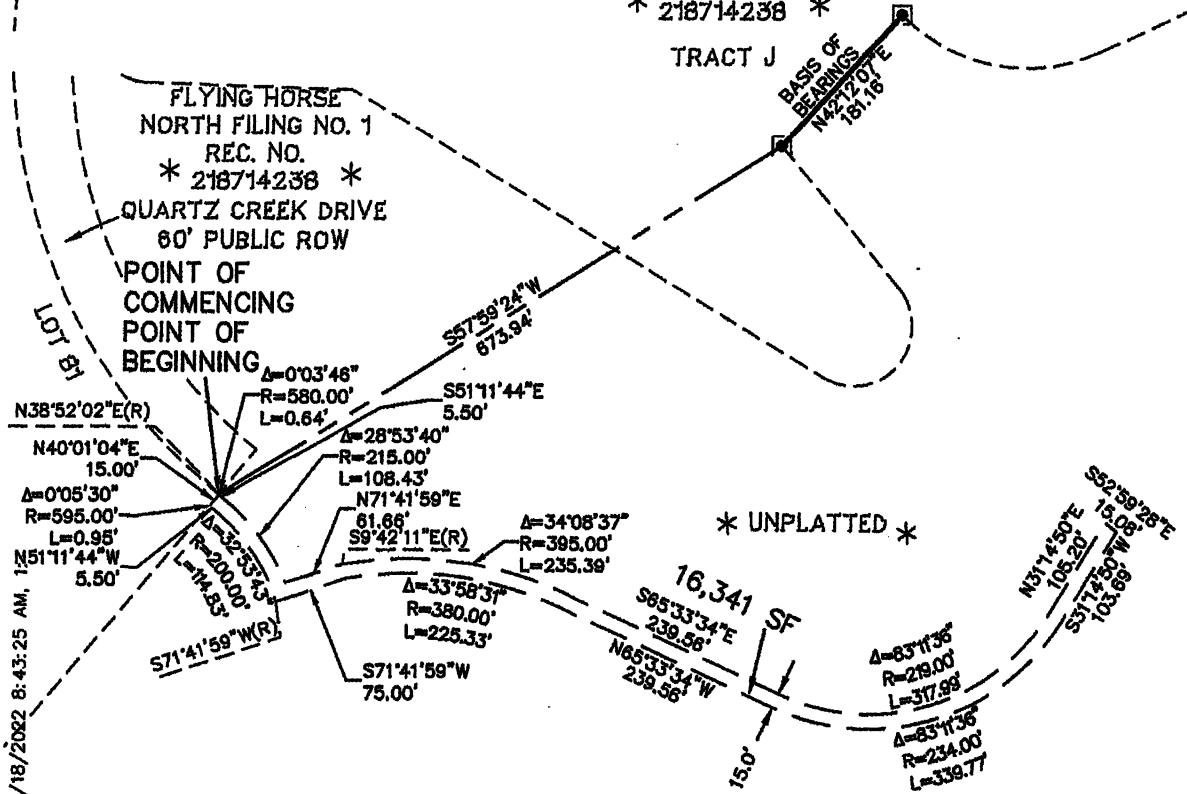 * 218714238 *
TRACT J
BASIS OF
BEARINGS
N42°12'07"E
181.16'
FLYING HORSE
NORTH FILING NO. 1
REC. NO.
* 218714238 *
QUARTZ CREEK DRIVE
60' PUBLIC ROW
LOT 81
POINT OF
COMMENCING
POINT OF
BEGINNING
S57°59'24"W
673.94'
Δ=0°03'46"
R=580.00'
L=0.64'
S51°11'44"E
5.50'
N38°52'02"E(R)
N40°01'04"E
15.00'
Δ=0°05'30"
R=595.00'
L=0.95'
N51°11'44"W
5.50'
Δ=28°53'40"
R=215.00'
L=108.43'
N71°41'59"E
61.66'
S9°42'11"E(R)
Δ=32°53'43"
R=200.00'
L=114.83'
S71°41'59"W(R)
Δ=34°08'37"
R=395.00'
L=235.39'
Δ=33°58'31"
R=380.00'
L=225.33'
S71°41'59"W
75.00'
* UNPLATTED *
16,341 SF
S65°33'34"E
239.56'
N65°33'34"W
239.56'
15.0'
Δ=83°11'36"
R=219.00'
L=317.99'
Δ=83°11'36"
R=234.00'
L=339.77'
N31°14'50"E
105.20'
S52°59'28"E
15.08'
S31°14'50"W
103.69'
/18/2022 8:43:25 AM,